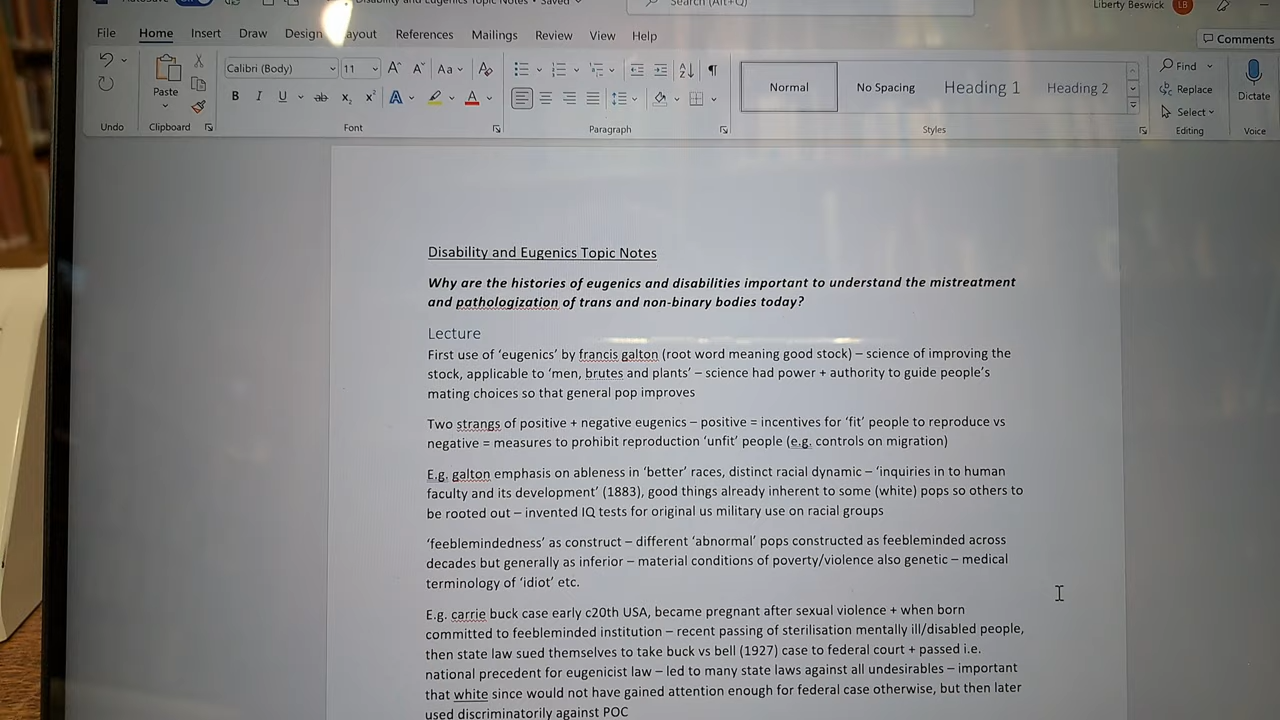 Disability and Eugenics Topic Notes • Saved
Search (Alt+Q)
Liberty Beswick LB
File Home Insert Draw Design Layout References Mailings Review View Help
Comments
Calibri (Body) 11
Find
Paste
Normal
No Spacing
Heading 1
Heading 2
Replace
Dictate
Select
Undo
Clipboard
Font
Paragraph
Styles
Editing
Voice
Disability and Eugenics Topic Notes
Why are the histories of eugenics and disabilities important to understand the mistreatment
and pathologization of trans and non-binary bodies today?
Lecture
First use of ‘eugenics’ by francis galton (root word meaning good stock) – science of improving the
stock, applicable to ‘men, brutes and plants’ – science had power + authority to guide people’s
mating choices so that general pop improves
Two strangs of positive + negative eugenics – positive = incentives for ‘fit’ people to reproduce vs
negative = measures to prohibit reproduction ‘unfit’ people (e.g. controls on migration)
E.g. galton emphasis on ableness in ‘better’ races, distinct racial dynamic – ‘inquiries in to human
faculty and its development’ (1883), good things already inherent to some (white) pops so others to
be rooted out – invented IQ tests for original us military use on racial groups
‘feeblemindedness’ as construct – different ‘abnormal’ pops constructed as feebleminded across
decades but generally as inferior – material conditions of poverty/violence also genetic – medical
terminology of ‘idiot’ etc.
E.g. carrie buck case early c20th USA, became pregnant after sexual violence + when born
committed to feebleminded institution – recent passing of sterilisation mentally ill/disabled people,
then state law sued themselves to take buck vs bell (1927) case to federal court + passed i.e.
national precedent for eugenicist law – led to many state laws against all undesirables – important
that white since would not have gained attention enough for federal case otherwise, but then later
used discriminatorily against POC